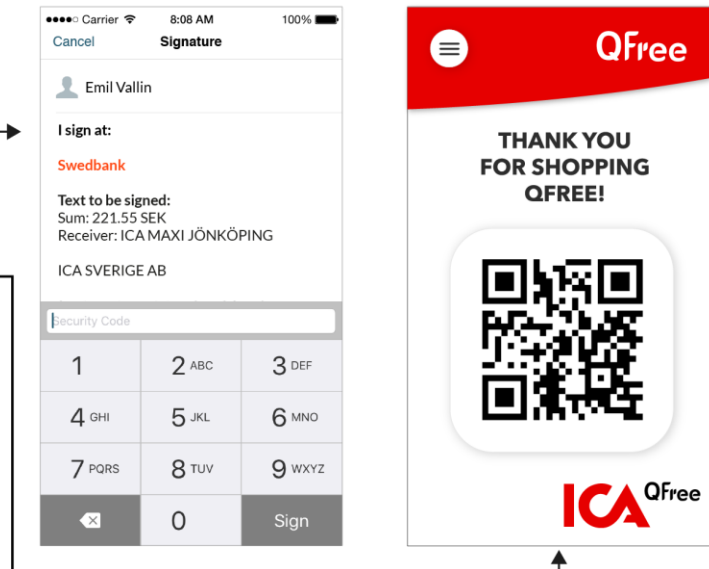 Carrier 8:08 AM 100%
Cancel Signature
Emil Vallin
I sign at:
Swedbank
Text to be signed:
Sum: 221.55 SEK
Receiver: ICA MAXI JÖNKÖPING
ICA SVERIGE AB
Security Code
1 2 ABC 3 DEF
4 GHI 5 JKL 6 MNO
7 PQRS 8 TUV 9 WXYZ
0 Sign
QFree
THANK YOU
FOR SHOPPING
QFREE!
ICA QFree